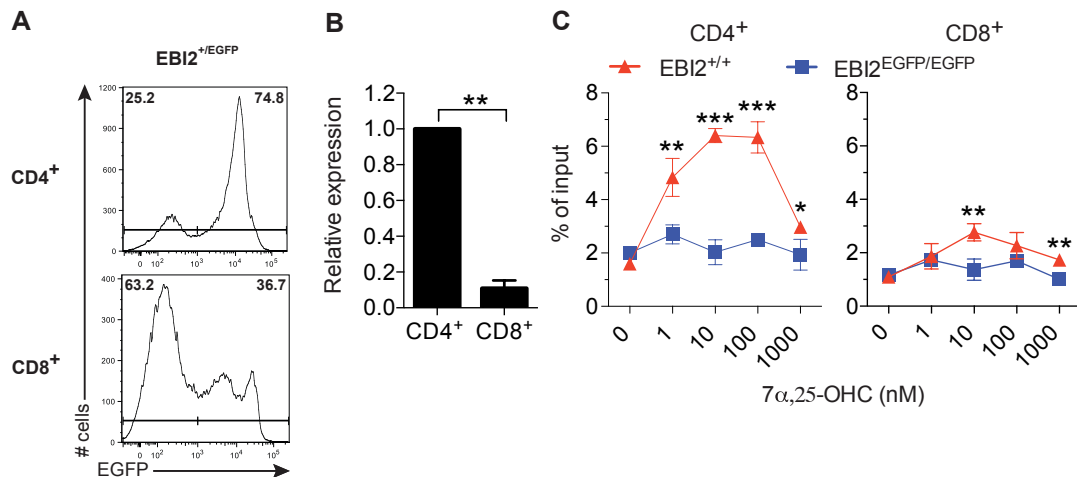 A
EBI2+/EGFP
25.2 74.8
1200
900
600
300
0
0 10² 10³ 10⁴ 10⁵
CD4+
63.2 36.7
400
300
200
100
0
0 10² 10³ 10⁴ 10⁵
CD8+
# cells
EGFP
B
**
1.2
1.0
0.8
0.6
0.4
0.2
0.0
Relative expression
CD4+ CD8+
C
CD4+ CD8+
EBI2+/+ EBI2EGFP/EGFP
8
6
4
2
0
% of input
** *** *** *
0 1 10 100 1000
8
6
4
2
0
** **
0 1 10 100 1000
7α,25-OHC (nM)